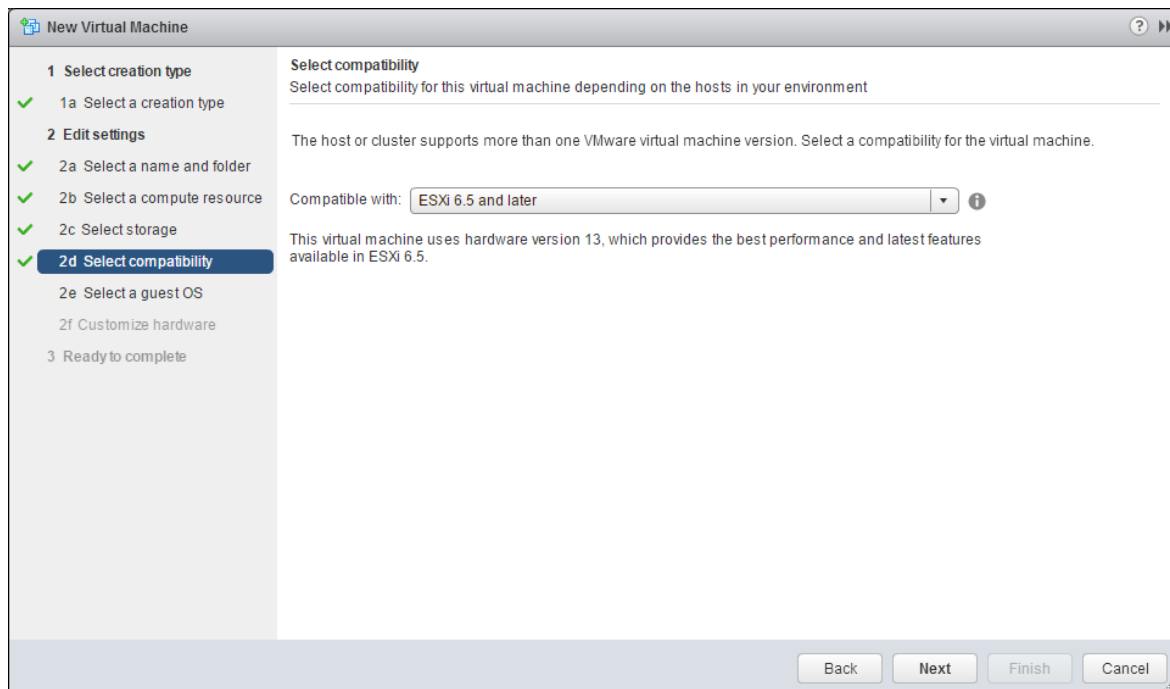 New Virtual Machine
1 Select creation type
1a Select a creation type
2 Edit settings
2a Select a name and folder
2b Select a compute resource
2c Select storage
2d Select compatibility
2e Select a guest OS
2f Customize hardware
3 Ready to complete
Select compatibility
Select compatibility for this virtual machine depending on the hosts in your environment
The host or cluster supports more than one VMware virtual machine version. Select a compatibility for the virtual machine.
Compatible with: ESXi 6.5 and later
This virtual machine uses hardware version 13, which provides the best performance and latest features
available in ESXi 6.5.
Back Next Finish Cancel